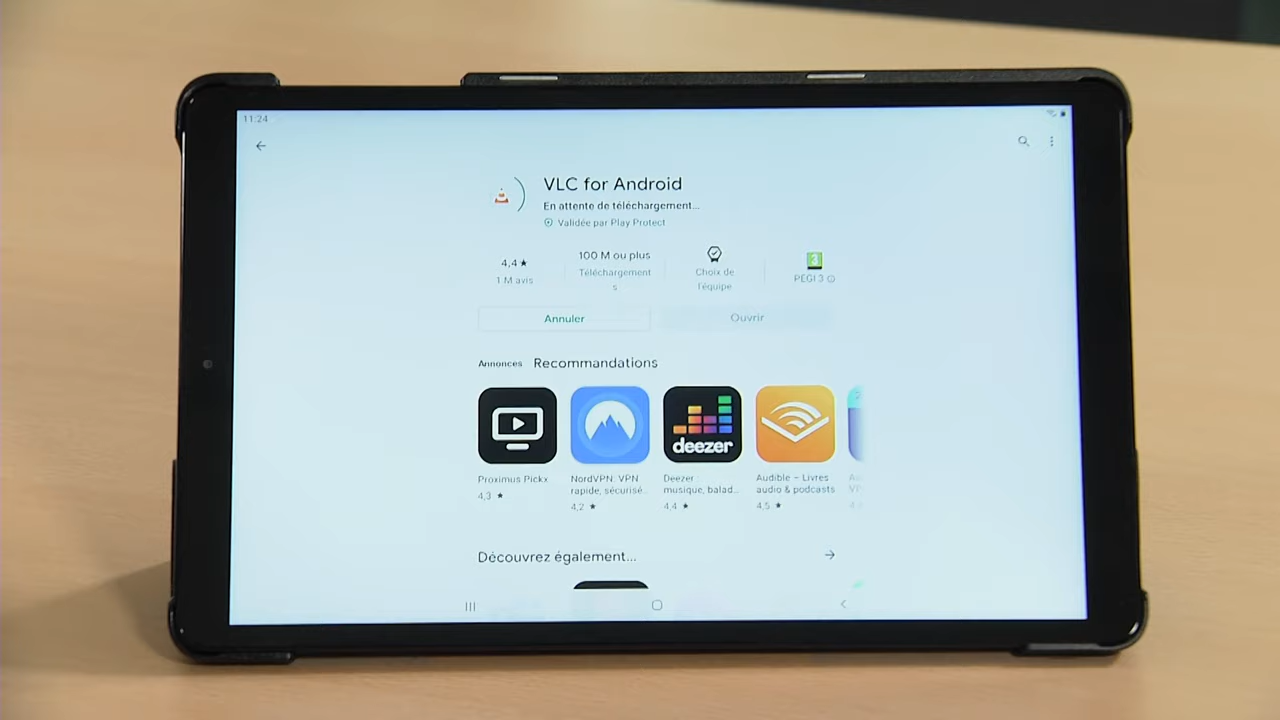 11:24
VLC for Android
En attente de téléchargement...
Validée par Play Protect
4,4★
1 M avis
100 M ou plus
Téléchargement
s
Choix de
l'équipe
3
PEGI 3
Annuler
Ouvrir
Annonces Recommandations
deezer
Proximus Pickx
4,3 ★
NordVPN: VPN
rapide, sécurisé...
4,2 ★
Deezer
musique, balad...
4,4 ★
Audible – Livres
audio & podcasts
4,5 ★
Découvrez également...